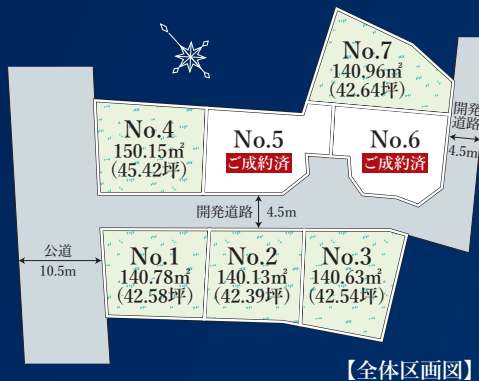 No.7
140.96㎡
(42.64坪)
No.4
150.15㎡
(45.42坪)
No.5
ご成約済
No.6
ご成約済
開発
道路
4.5m
開発道路
4.5m
公道
10.5m
No.1
140.78㎡
(42.58坪)
No.2
140.13㎡
(42.39坪)
No.3
140.63㎡
(42.54坪)
【全体区画図】